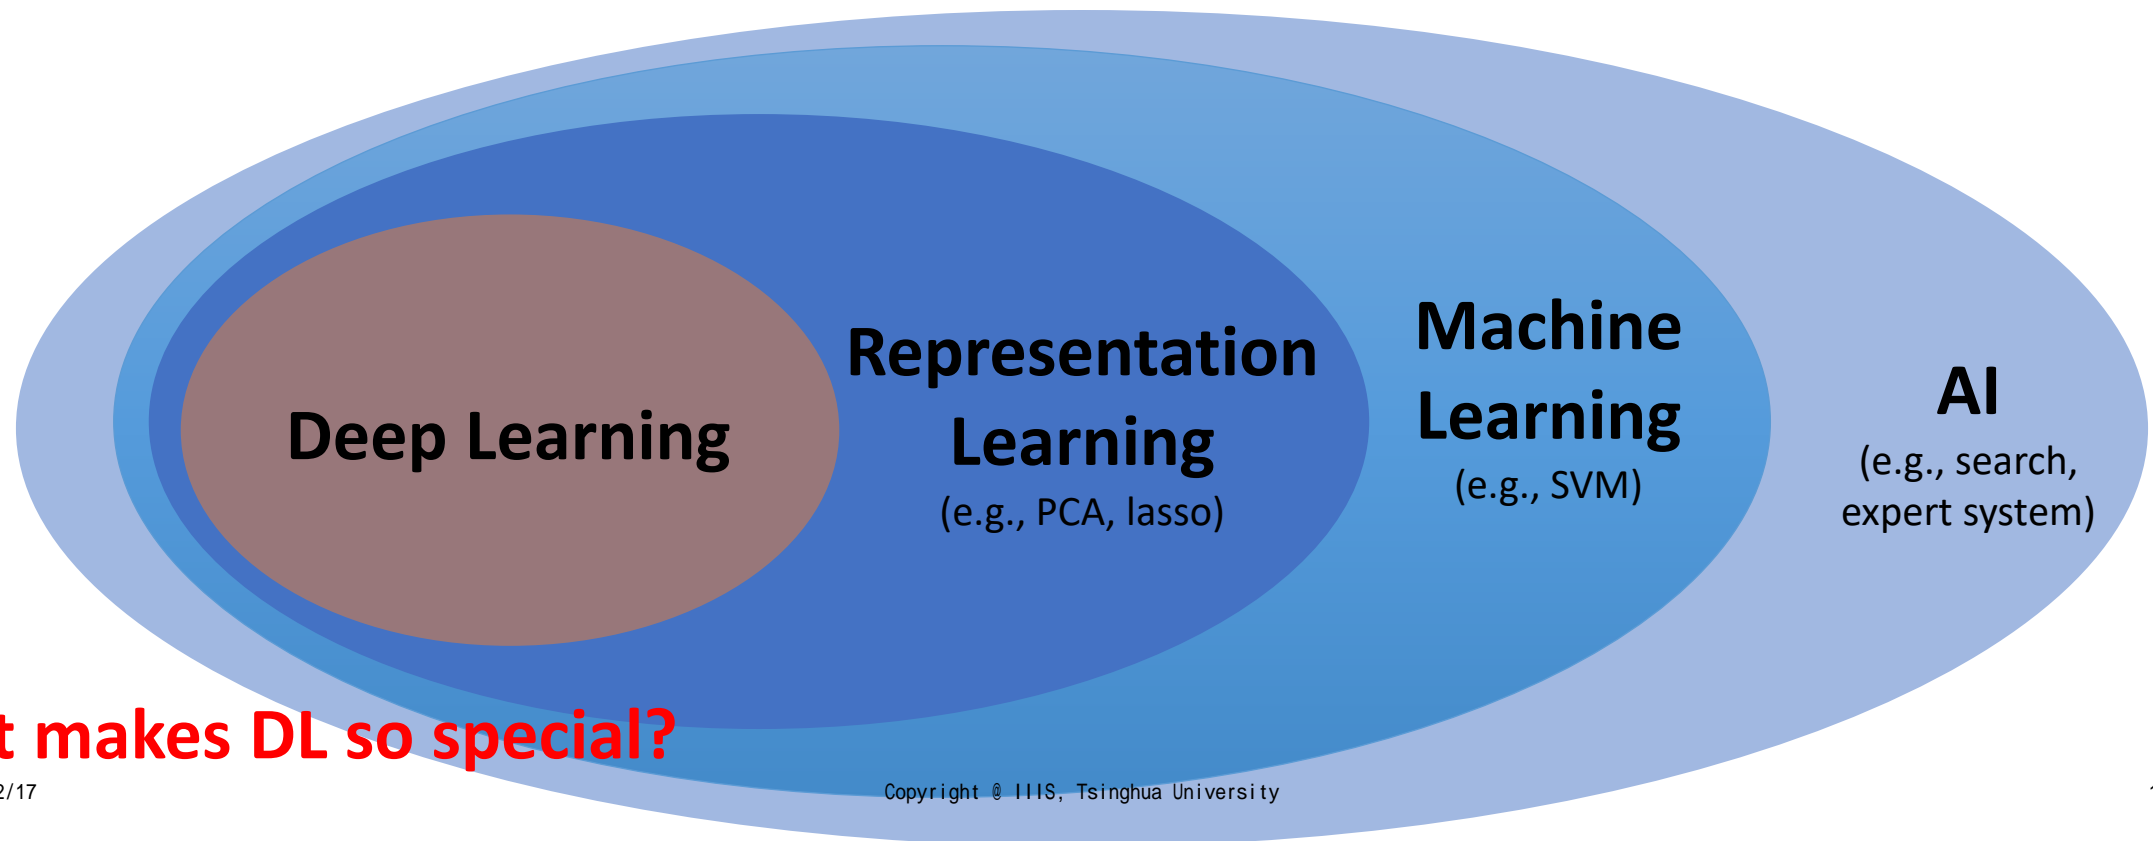 Deep Learning
Representation
Learning
(e.g., PCA, lasso)
Machine
Learning
(e.g., SVM)
AI
(e.g., search,
expert system)
t makes DL so special?
2/17
Copyright @ IIIS, Tsinghua University